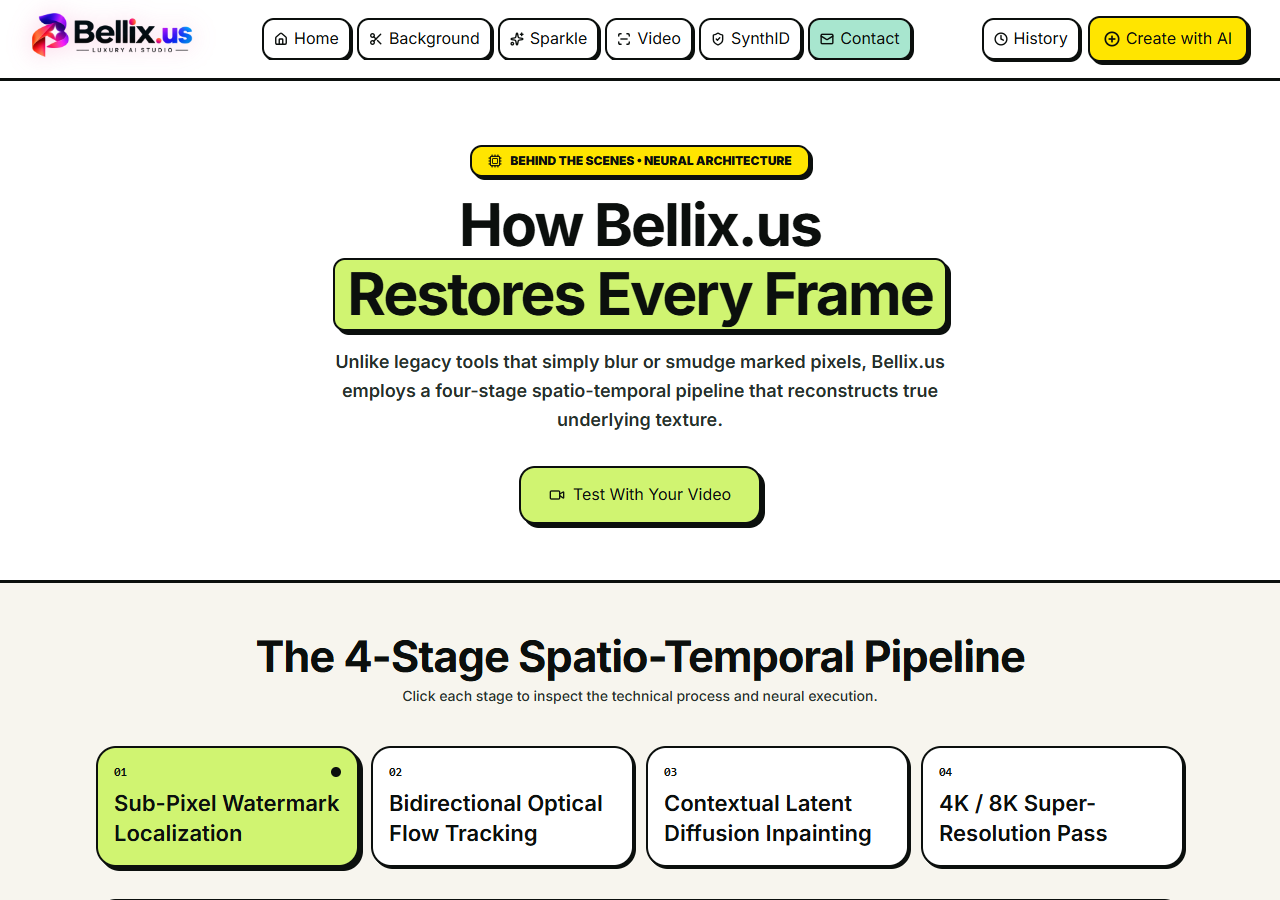 Bellix.us
LUXURY AI STUDIO
Home
Background
Sparkle
Video
SynthID
Contact
History
Create with AI
BEHIND THE SCENES • NEURAL ARCHITECTURE
How Bellix.us
Restores Every Frame
Unlike legacy tools that simply blur or smudge marked pixels, Bellix.us
employs a four-stage spatio-temporal pipeline that reconstructs true
underlying texture.
Test With Your Video
The 4-Stage Spatio-Temporal Pipeline
Click each stage to inspect the technical process and neural execution.
01
Sub-Pixel Watermark
Localization
02
Bidirectional Optical
Flow Tracking
03
Contextual Latent
Diffusion Inpainting
04
4K / 8K Super-
Resolution Pass